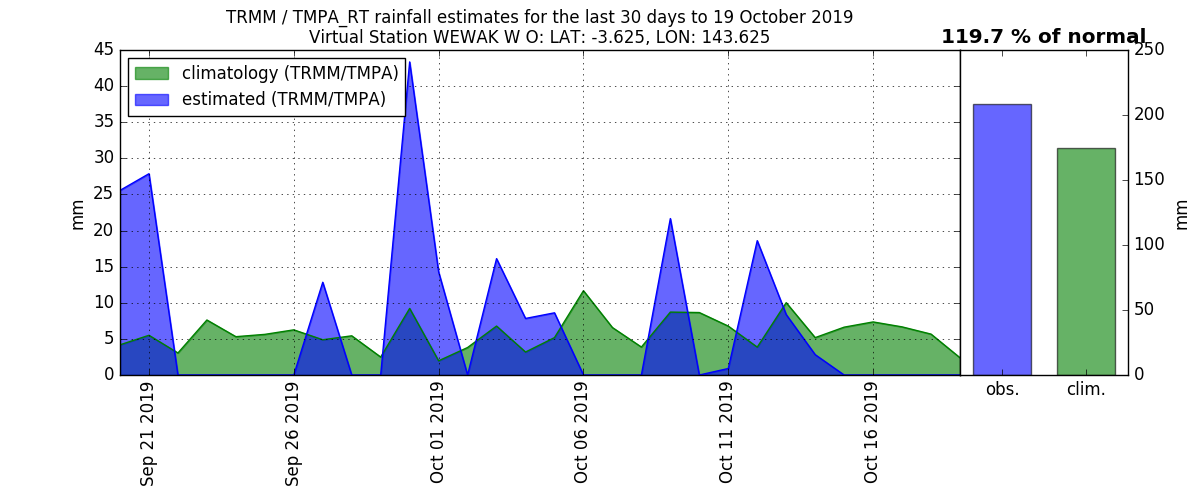 TRMM / TMPA_RT rainfall estimates for the last 30 days to 19 October 2019
Virtual Station WEWAK W O: LAT: -3.625, LON: 143.625
119.7 % of normal
climatology (TRMM/TMPA)
estimated (TRMM/TMPA)
45
40
35
30
25
20
15
10
5
0
mm
Sep 21 2019
Sep 26 2019
Oct 01 2019
Oct 06 2019
Oct 11 2019
Oct 16 2019
250
200
150
100
50
0
mm
obs.
clim.